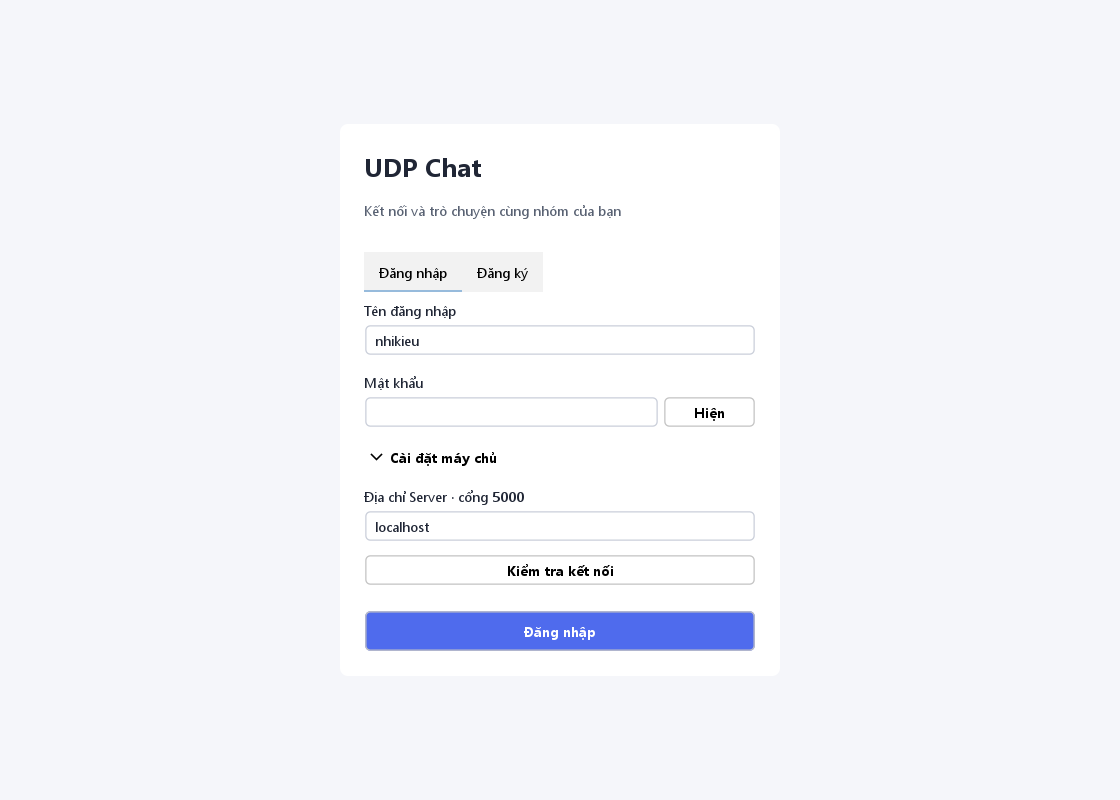 UDP Chat
Kết nối và trò chuyện cùng nhóm của bạn
Đăng nhập Đăng ký
Tên đăng nhập
nhikieu
Mật khẩu
Hiện
Cài đặt máy chủ
Địa chỉ Server · cổng 5000
localhost
Kiểm tra kết nối
Đăng nhập